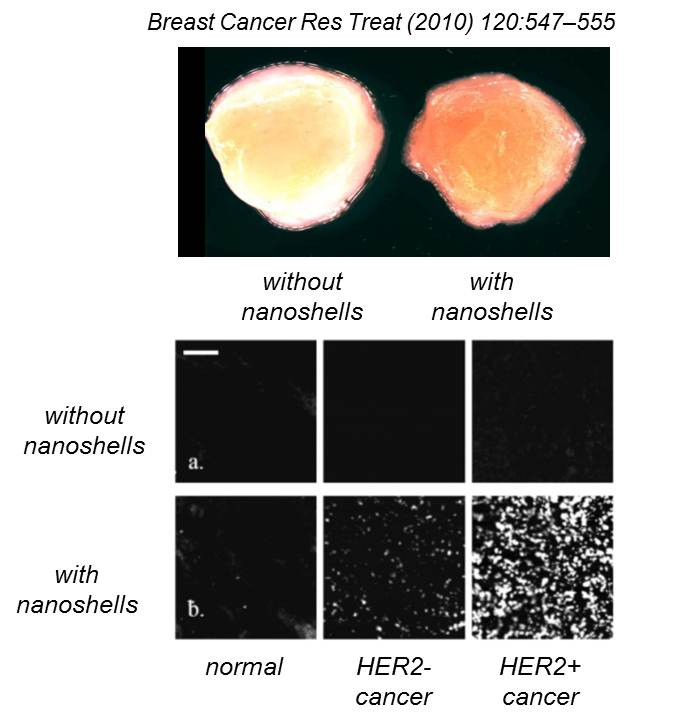 Breast Cancer Res Treat (2010) 120:547–555
without
nanoshells
with
nanoshells
without
nanoshells
a.
with
nanoshells
b.
normal
HER2-
cancer
HER2+
cancer